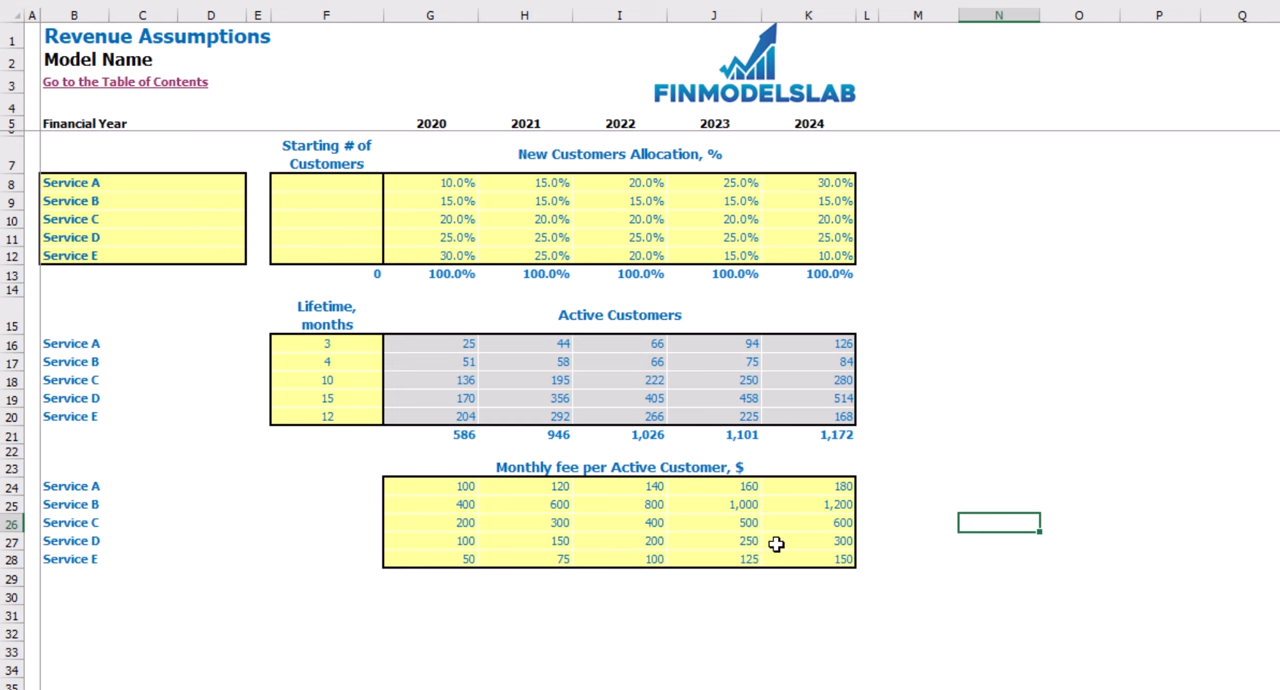 A B C D E F G H I J K L M N O P Q
1 Revenue Assumptions
2 Model Name
3 Go to the Table of Contents
FINMODELSLAB
4
5 Financial Year 2020 2021 2022 2023 2024
7 Starting # of Customers New Customers Allocation, %
8 Service A 10.0% 15.0% 20.0% 25.0% 30.0%
9 Service B 15.0% 15.0% 15.0% 15.0% 15.0%
10 Service C 20.0% 20.0% 20.0% 20.0% 20.0%
11 Service D 25.0% 25.0% 25.0% 25.0% 25.0%
12 Service E 30.0% 25.0% 20.0% 15.0% 10.0%
13 0 100.0% 100.0% 100.0% 100.0% 100.0%
14
15 Lifetime, months Active Customers
16 Service A 3 25 44 66 94 126
17 Service B 4 51 58 66 75 84
18 Service C 10 136 195 222 250 280
19 Service D 15 170 356 405 458 514
20 Service E 12 204 292 266 225 168
21 586 946 1,026 1,101 1,172
22
23 Monthly fee per Active Customer, $
24 Service A 100 120 140 160 180
25 Service B 400 600 800 1,000 1,200
26 Service C 200 300 400 500 600
27 Service D 100 150 200 250 300
28 Service E 50 75 100 125 150
29
30
31
32
33
34
35